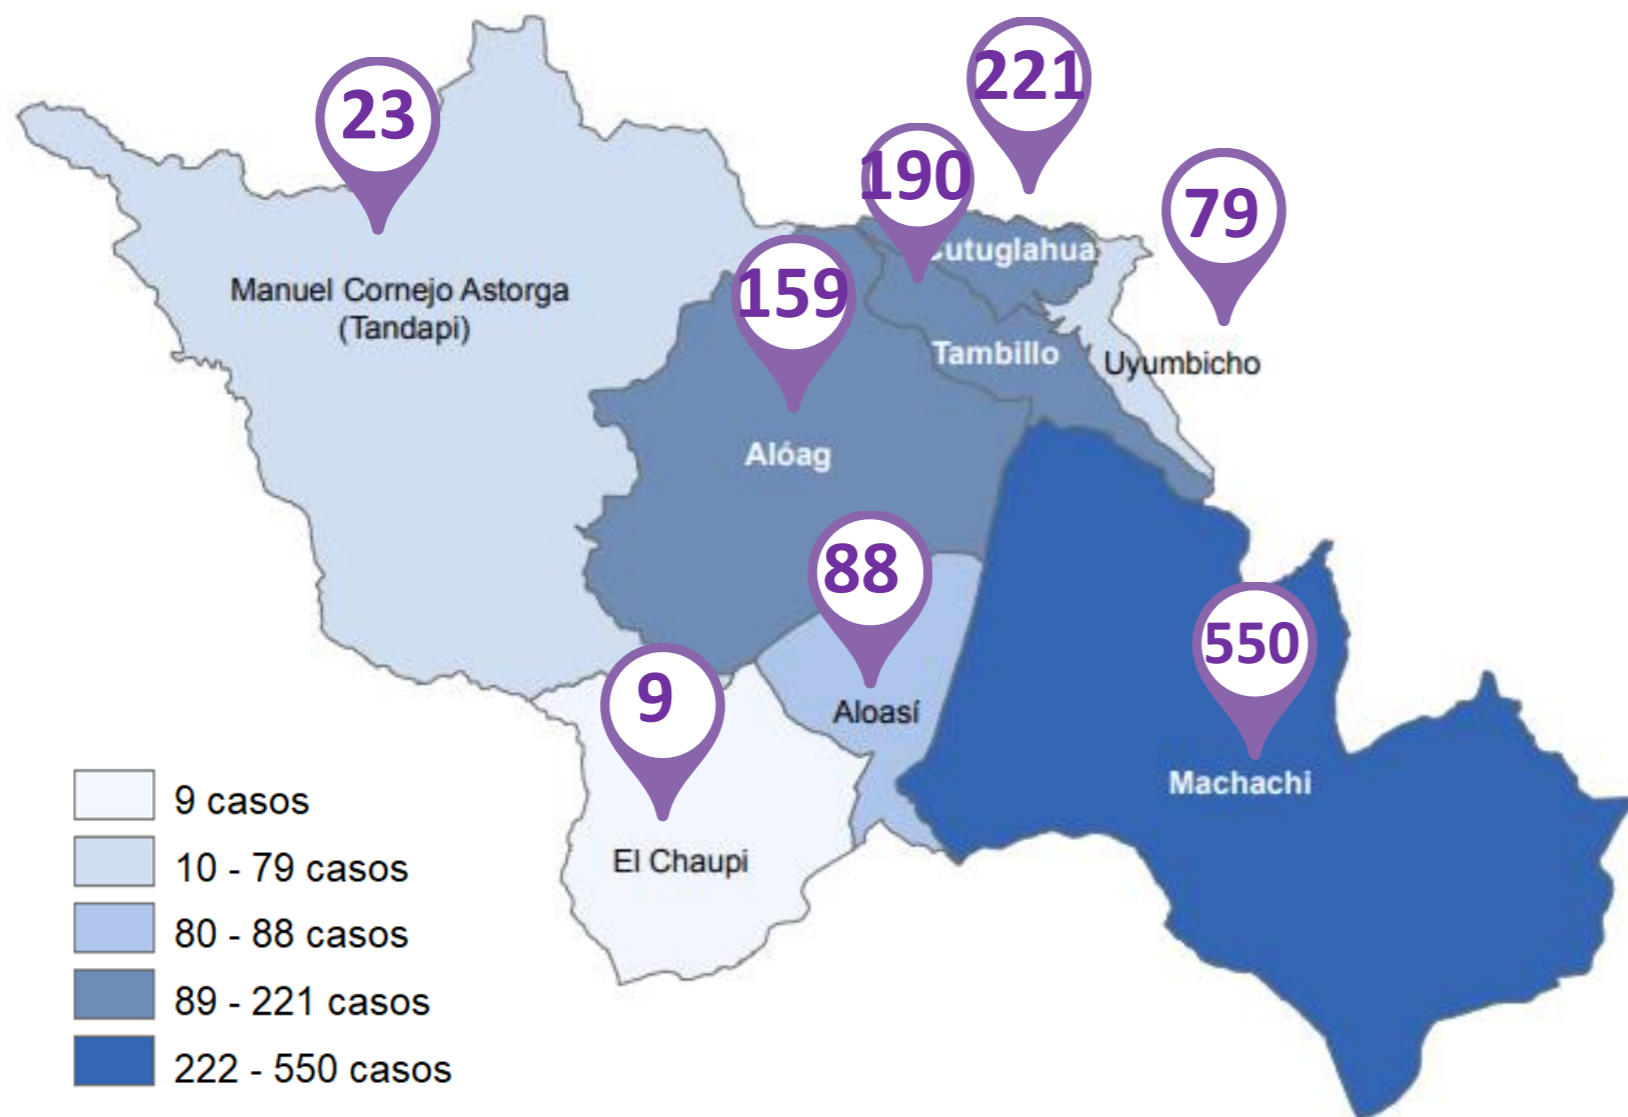 221
23
190
79
utuglahua
159
Manuel Cornejo Astorga
(Tandapi)
Tambillo
Uyumbicho
Alóag
88
550
9
Aloasí
Machachi
El Chaupi
9 casos
10 - 79 casos
80 - 88 casos
89 - 221 casos
222 - 550 casos